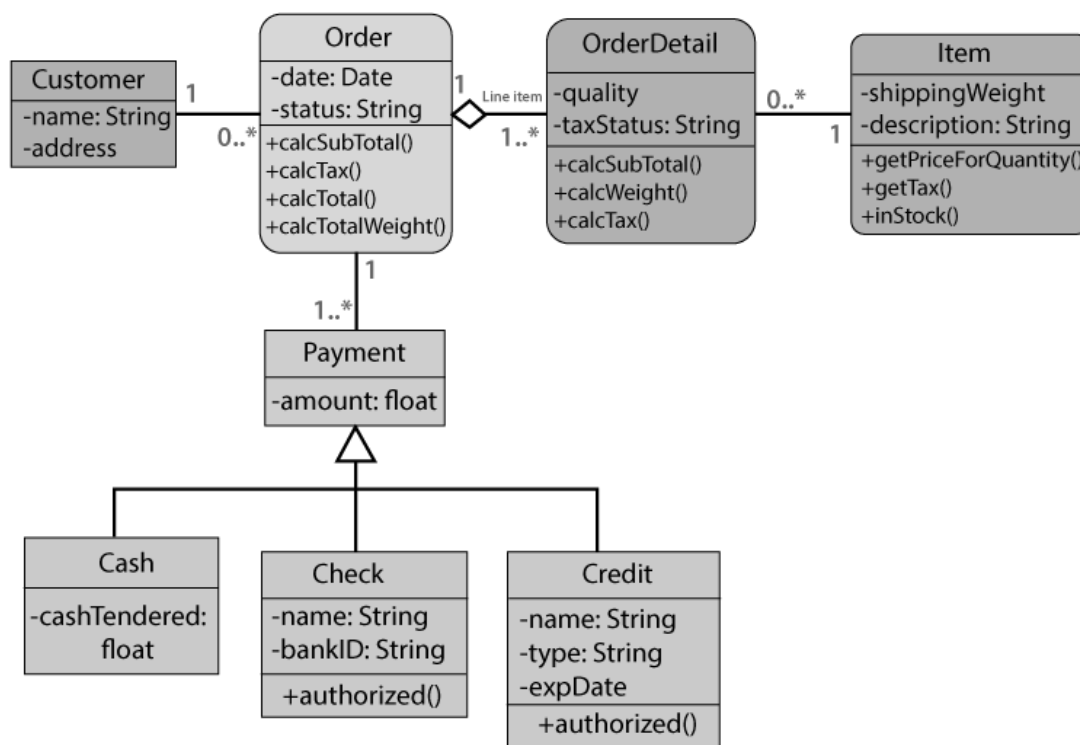 Customer
-name: String
-address
1
0..*
Order
-date: Date
-status: String
+calcSubTotal()
+calcTax()
+calcTotal()
+calcTotalWeight()
1
Line item
1..*
OrderDetail
-quality
-taxStatus: String
+calcSubTotal()
+calcWeight()
+calcTax()
0..*
1
Item
-shippingWeight
-description: String
+getPriceForQuantity()
+getTax()
+inStock()
1
1..*
Payment
-amount: float
Cash
-cashTendered:
float
Check
-name: String
-bankID: String
+authorized()
Credit
-name: String
-type: String
-expDate
+authorized()